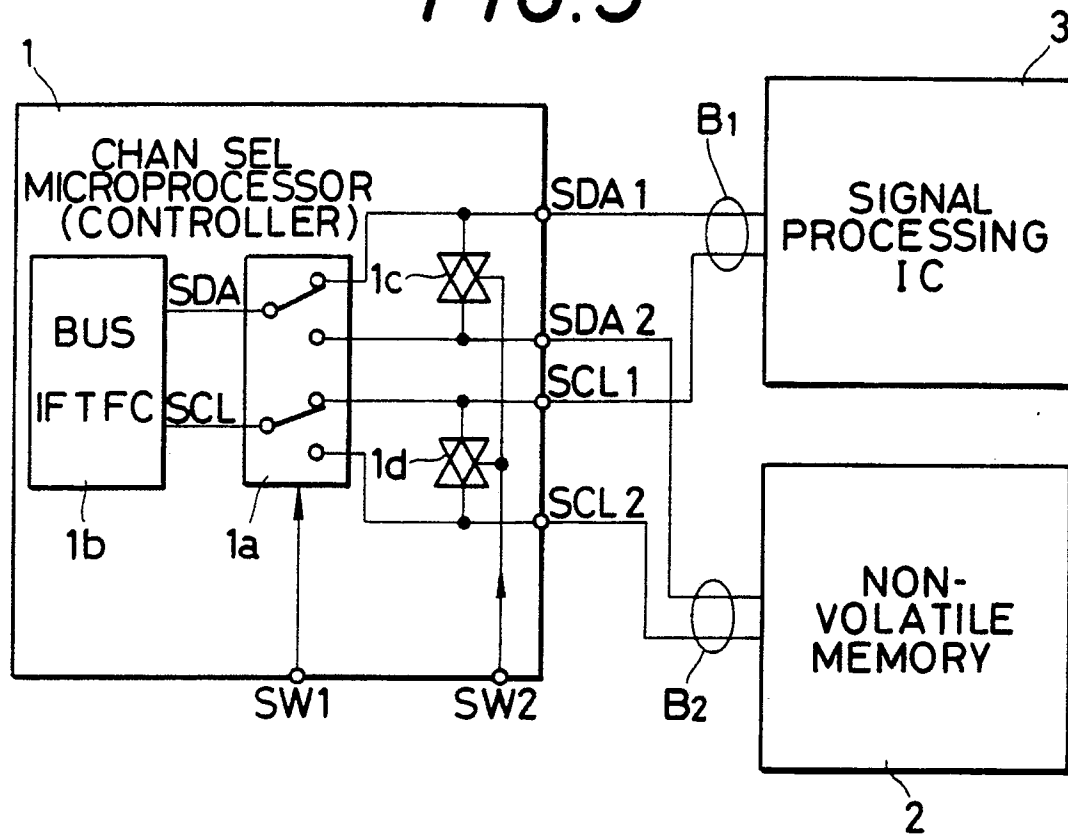 FIG.5
1
3
CHAN SEL
MICROPROCESSOR
(CONTROLLER)
B1
SDA 1
SIGNAL
PROCESSING
IC
SDA
1c
BUS
IFTFC
SDA 2
SCL 1
SCL
1d
SCL 2
1b
1a
NON-
VOLATILE
MEMORY
SW1
SW2
B2
2